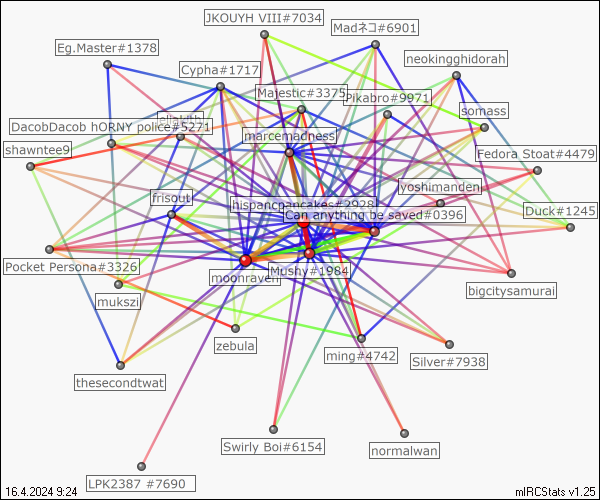 JKOUYH VIII#7034
Madネコ#6901
Eg.Master#1378
neokingghidorah
Cypha#1717
Majestic#3375
Pikabro#9971
somass
DacobDacob hORNY police#5271
marcemadness
shawntee9
Fedora Stoat#4479
yoshimanden
frisout
hispancpancakes#2928
Can anything be saved#0396
Duck#1245
Pocket Persona#3326
moonraven
Mushy#1984
bigcitysamurai
mukszi
zebula
ming#4742
Silver#7938
thesecondtwat
Swirly Boi#6154
normalwan
LPK2387 #7690
16.4.2024 9:24
mIRCStats v1.25